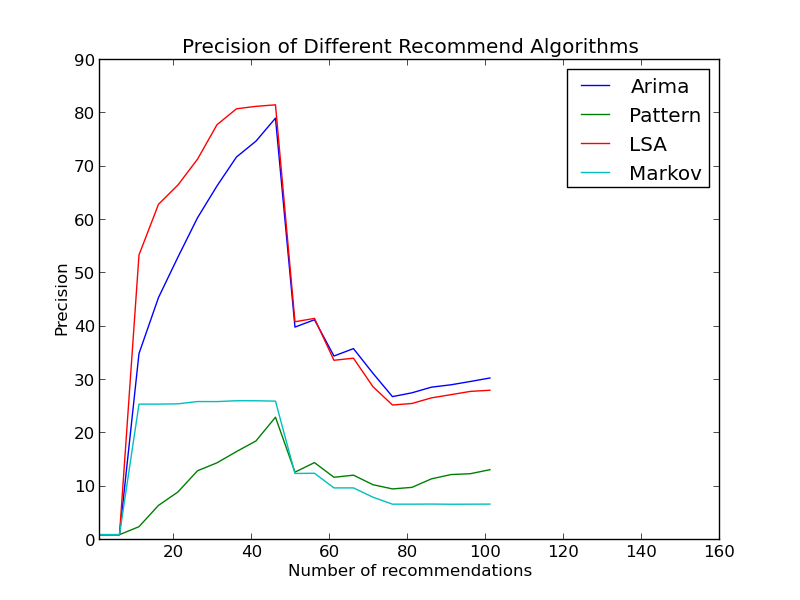 Precision of Different Recommend Algorithms
90
80
70
60
50
40
30
20
10
0
Precision
Arima
Pattern
LSA
Markov
20 40 60 80 100 120 140 160
Number of recommendations